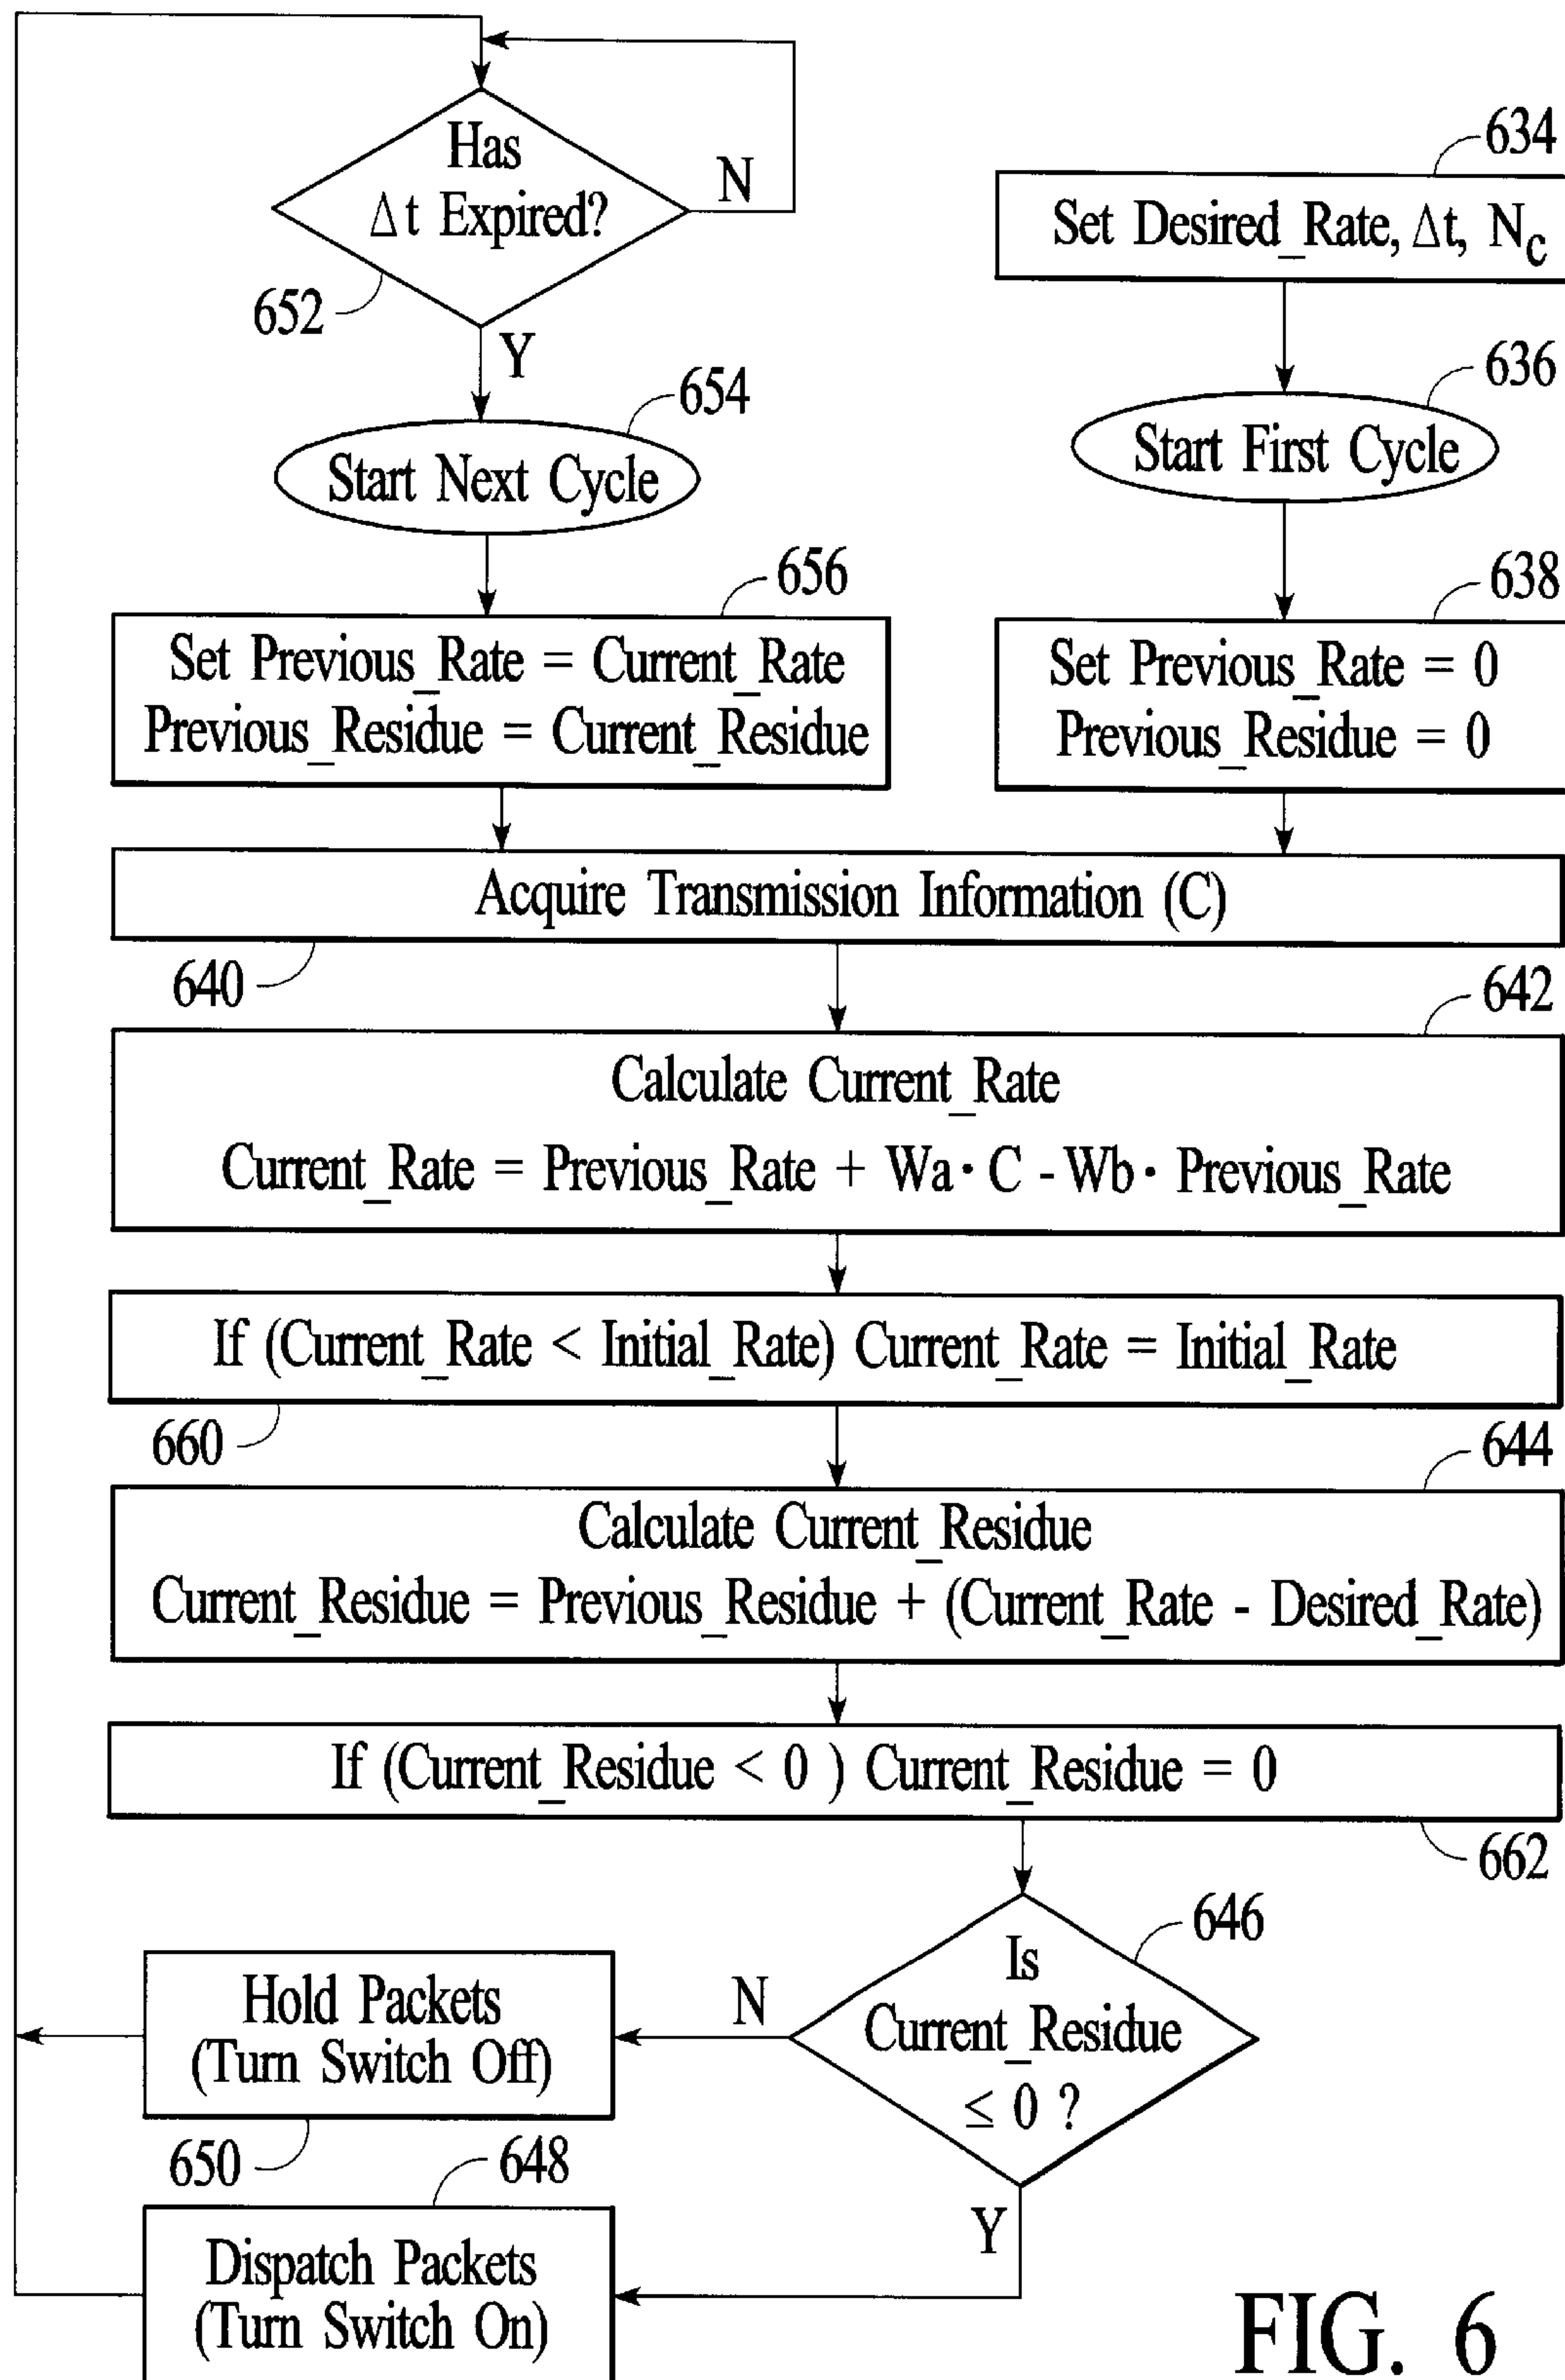 Has
Δt Expired?
N
652
Y
654
Start Next Cycle
656
Set Previous_Rate = Current_Rate
Previous_Residue = Current_Residue
634
Set Desired_Rate, Δt, Nc
636
Start First Cycle
638
Set Previous_Rate = 0
Previous_Residue = 0
Acquire Transmission Information (C)
640
642
Calculate Current_Rate
Current_Rate = Previous_Rate + Wa · C - Wb · Previous_Rate
If (Current_Rate < Initial_Rate) Current_Rate = Initial_Rate
660
644
Calculate Current_Residue
Current_Residue = Previous_Residue + (Current_Rate - Desired_Rate)
If (Current_Residue < 0 ) Current_Residue = 0
662
646
Is
Current_Residue
≤ 0 ?
N
Hold Packets
(Turn Switch Off)
650
648
Y
Dispatch Packets
(Turn Switch On)
FIG. 6